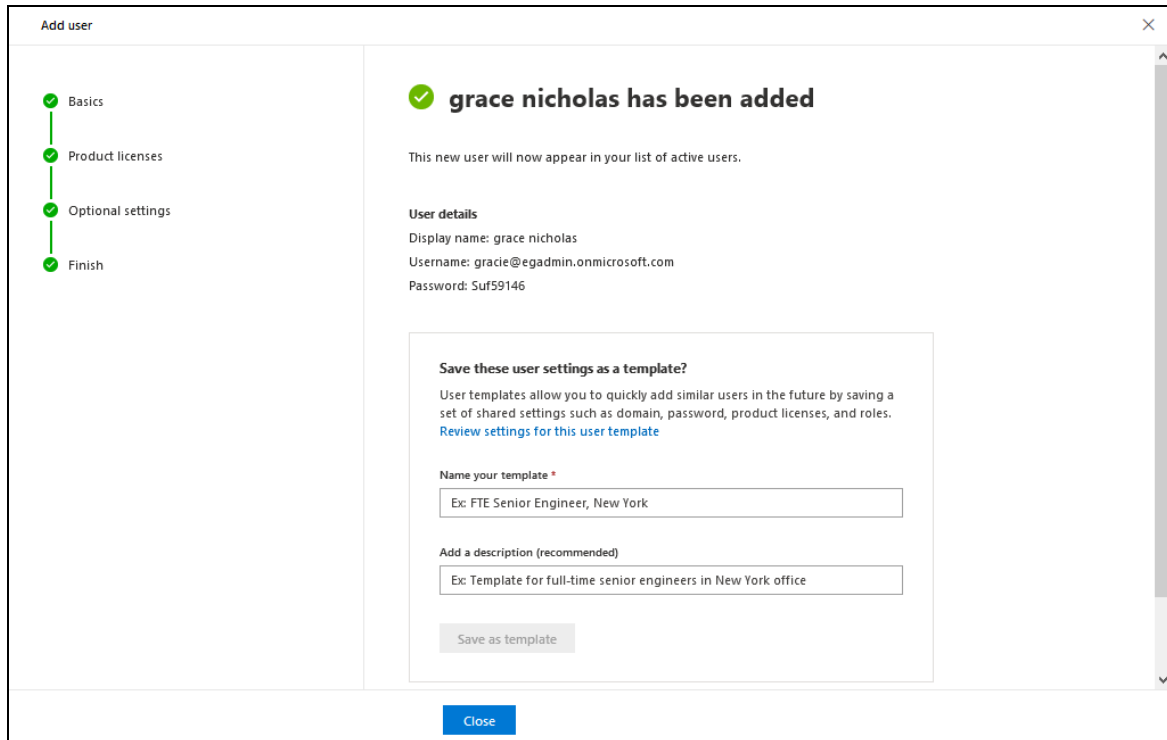 Add user
Basics
Product licenses
Optional settings
Finish
grace nicholas has been added
This new user will now appear in your list of active users.
User details
Display name: grace nicholas
Username: gracie@egadmin.onmicrosoft.com
Password: Suf59146
Save these user settings as a template?
User templates allow you to quickly add similar users in the future by saving a
set of shared settings such as domain, password, product licenses, and roles.
Review settings for this user template
Name your template *
Ex: FTE Senior Engineer, New York
Add a description (recommended)
Ex: Template for full-time senior engineers in New York office
Save as template
Close